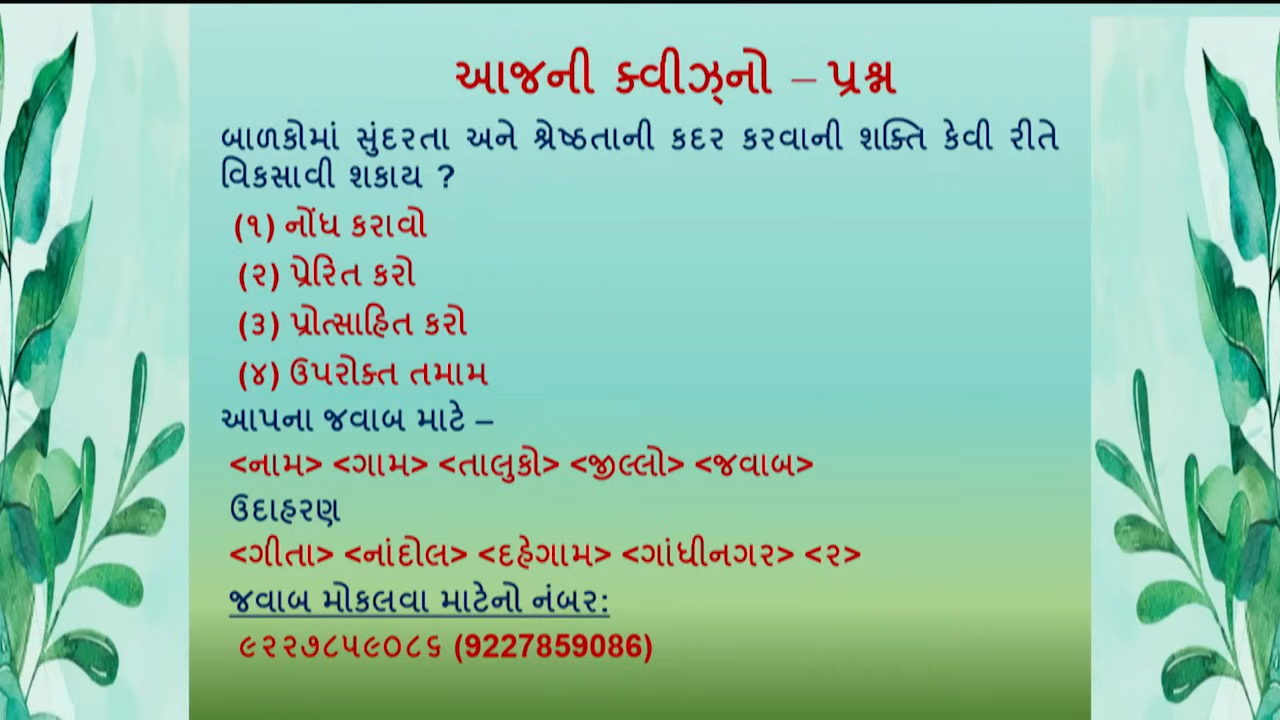 આજની ક્વીઝ્નો – પ્રશ્ન
બાળકોમાં સુંદરતા અને શ્રેષ્ઠતાની કદર કરવાની શક્તિ કેવી રીતે
વિકસાવી શકાય ?
(૧) નોંધ કરાવો
(૨) પ્રેરિત કરો
(૩) પ્રોત્સાહિત કરો
(૪) ઉપરોક્ત તમામ
આપના જવાબ માટે –
<નામ> <ગામ> <તાલુકો> <જીલ્લો> <જવાબ>
ઉદાહરણ
<ગીતા> <નાંદોલ> <દહેગામ> <ગાંધીનગર> <૨>
જવાબ મોકલવા માટેનો નંબર:
૯૨૨૭૮૫૯૦૮૬ (9227859086)